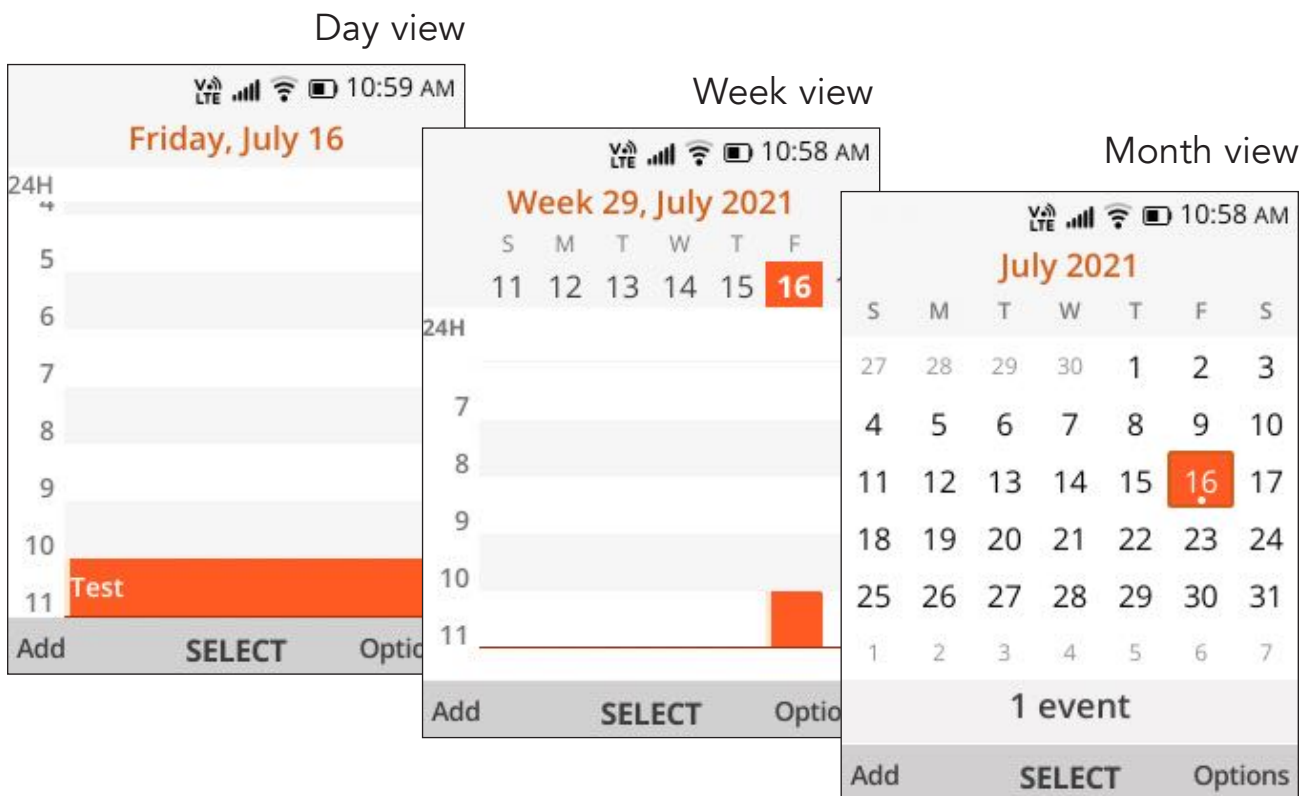 Day view
VoLTE 10:59 AM
Friday, July 16
24H
4
5
6
7
8
9
10
Test
11
Add SELECT
Week view
10:58 AM
Week 29, July 2021
S M T W T F
11 12 13 14 15 16
24H
7
8
9
10
11
Add SELECT
Month view
10:58 AM
July 2021
S M T W T F S
27 28 29 30 1 2 3
4 5 6 7 8 9 10
11 12 13 14 15 16 17
18 19 20 21 22 23 24
25 26 27 28 29 30 31
1 2 3 4 5 6 7
1 event
Add SELECT Options